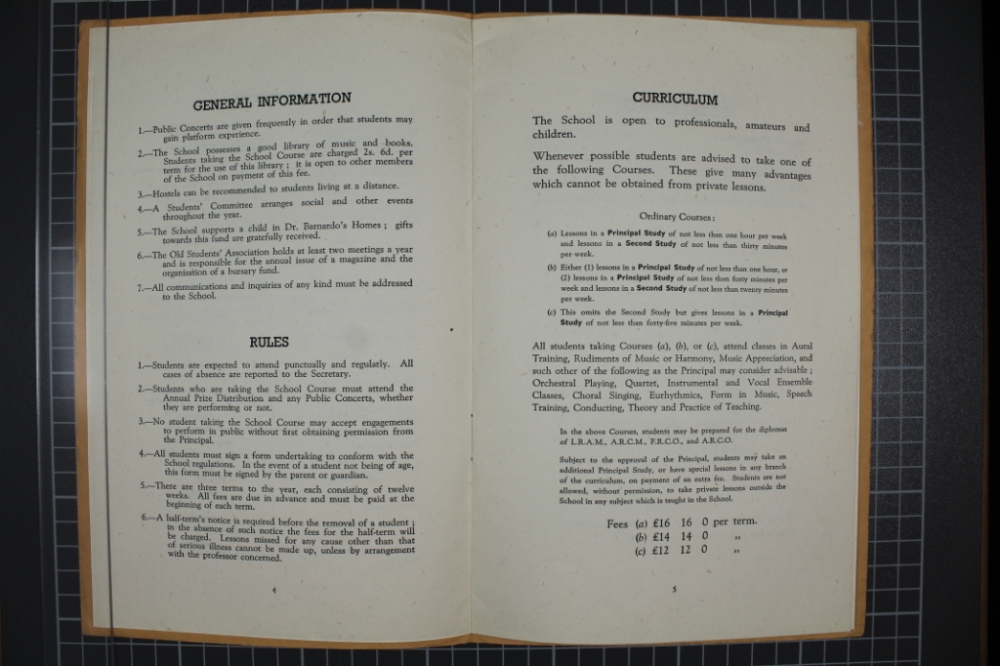 GENERAL INFORMATION
1.—Public Concerts are given frequently in order that students may
gain platform experience.
2.—The School possesses a good library of music and books.
Students taking the School Course are charged 2s. 6d. per
term for the use of this library ; it is open to other members
of the School on payment of this fee.
3.—Hostels can be recommended to students living at a distance.
4.—A Students' Committee arranges social and other events
throughout the year.
5.—The School supports a child in Dr. Barnardo's Homes ; gifts
towards this fund are gratefully received.
6.—The Old Students' Association holds at least two meetings a year
and is responsible for the annual issue of a magazine and the
organisation of a bursary fund.
7.—All communications and inquiries of any kind must be addressed
to the School.
RULES
1.—Students are expected to attend punctually and regularly. All
cases of absence are reported to the Secretary.
2.—Students who are taking the School Course must attend the
Annual Prize Distribution and any Public Concerts, whether
they are performing or not.
3.—No student taking the School Course may accept engagements
to perform in public without first obtaining permission from
the Principal.
4.—All students must sign a form undertaking to conform with the
School regulations. In the event of a student not being of age,
this form must be signed by the parent or guardian.
5.—There are three terms to the year, each consisting of twelve
weeks. All fees are due in advance and must be paid at the
beginning of each term.
6.—A half-term's notice is required before the removal of a student ;
in the absence of such notice the fees for the half-term will
be charged. Lessons missed for any cause other than that
of serious illness cannot be made up, unless by arrangement
with the professor concerned.
4
CURRICULUM
The School is open to professionals, amateurs and
children.
Whenever possible students are advised to take one of
the following Courses. These give many advantages
which cannot be obtained from private lessons.
Ordinary Courses :
(a) Lessons in a Principal Study of not less than one hour per week
and lessons in a Second Study of not less than thirty minutes
per week.
(b) Either (1) lessons in a Principal Study of not less than one hour, or
(2) lessons in a Principal Study of not less than forty minutes per
week and lessons in a Second Study of not less than twenty minutes
per week.
(c) This omits the Second Study but gives lessons in a Principal
Study of not less than forty-five minutes per week.
All students taking Courses (a), (b), or (c), attend classes in Aural
Training, Rudiments of Music or Harmony, Music Appreciation, and
such other of the following as the Principal may consider advisable ;
Orchestral Playing, Quartet, Instrumental and Vocal Ensemble
Classes, Choral Singing, Eurhythmics, Form in Music, Speech
Training, Conducting, Theory and Practice of Teaching.
In the above Courses, students may be prepared for the diplomas
of L.R.A.M., A.R.C.M., F.R.C.O., and A.R.C.O.
Subject to the approval of the Principal, students may take an
additional Principal Study, or have special lessons in any branch
of the curriculum, on payment of an extra fee. Students are not
allowed, without permission, to take private lessons outside the
School in any subject which is taught in the School.
Fees (a) £16 16 0 per term.
(b) £14 14 0 "
(c) £12 12 0 "
5